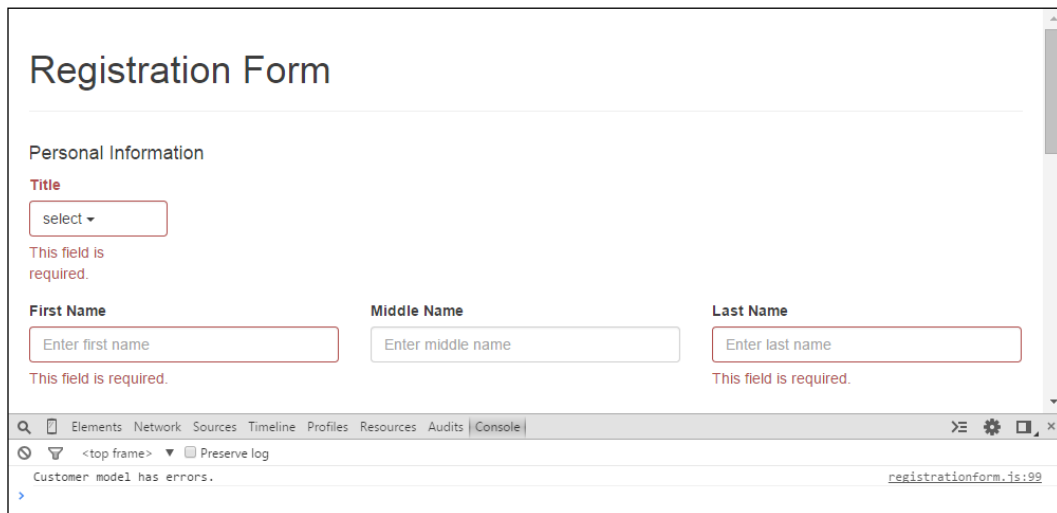 Registration Form
Personal Information
Title
select
This field is
required.
First Name Middle Name Last Name
Enter first name Enter middle name Enter last name
This field is required. This field is required.
Elements Network Sources Timeline Profiles Resources Audits Console
<top frame> Preserve log
Customer model has errors. registrationform.js:99